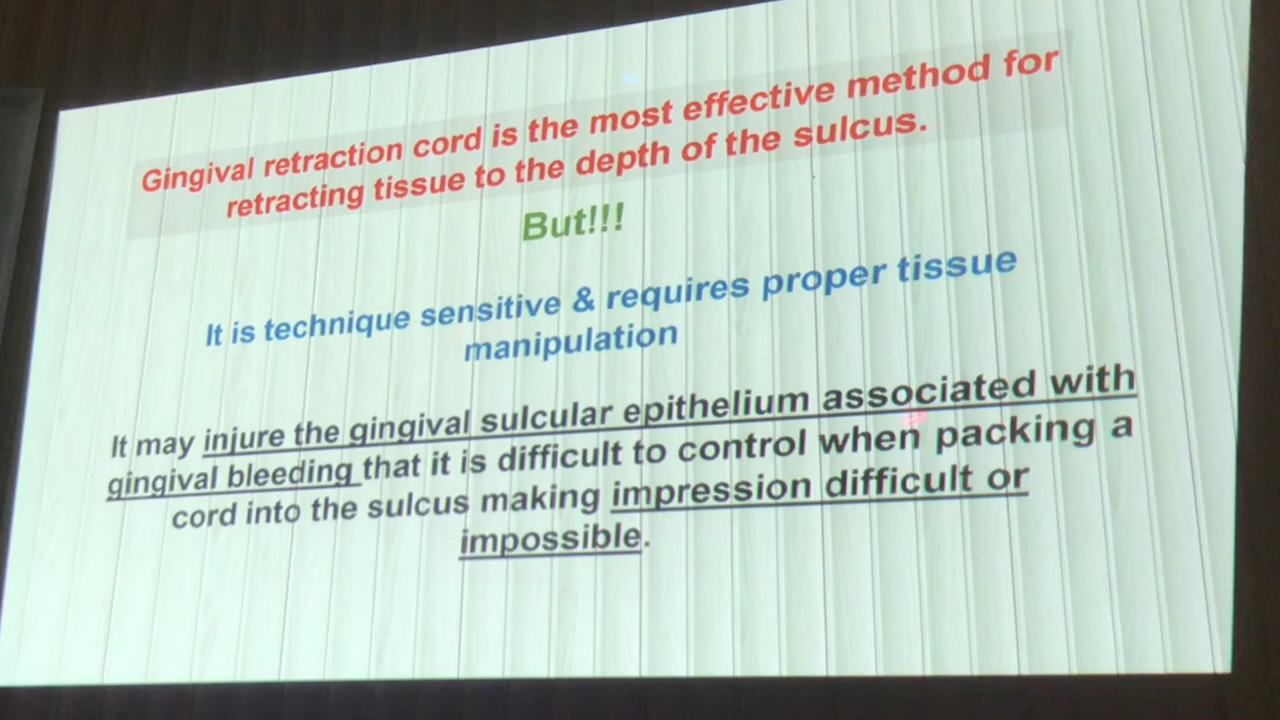 Gingival retraction cord is the most effective method for
retracting tissue to the depth of the sulcus.
But!!!
It is technique sensitive & requires proper tissue
manipulation
It may injure the gingival sulcular epithelium associated with
gingival bleeding that it is difficult to control when packing a
cord into the sulcus making impression difficult or
impossible.